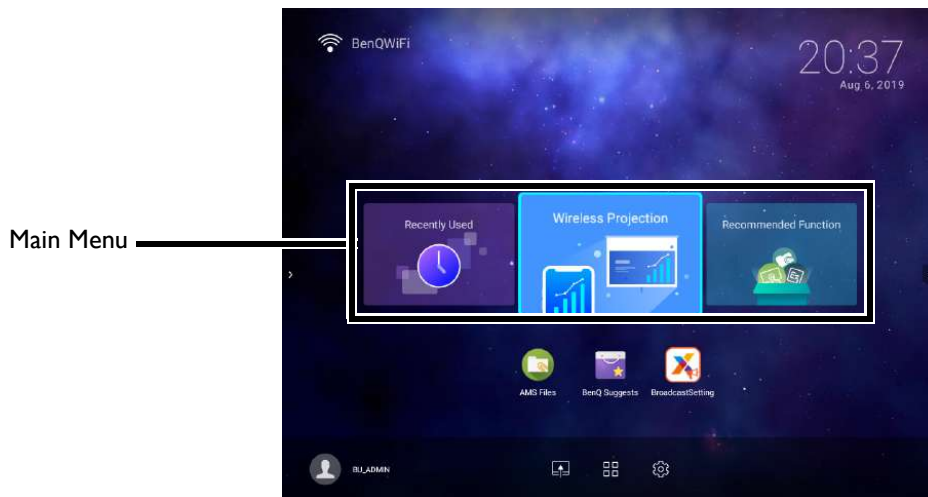 BenQWiFi
20:37
Aug 6, 2019
Main Menu
Recently Used
Wireless Projection
Recommended Function
AMS Files
BenQ Suggests
BroadcastSetting
BU_ADMIN